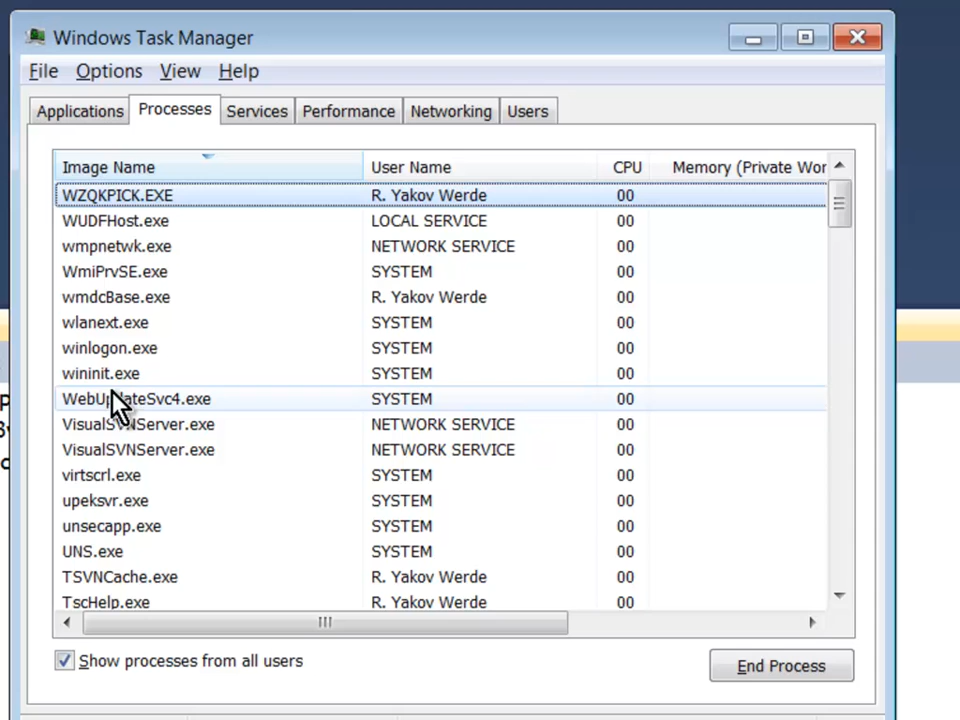 Windows Task Manager
File Options View Help
Applications Processes Services Performance Networking Users
Image Name User Name CPU Memory (Private Wor
WZQKPICK.EXE R. Yakov Werde 00
WUDFHost.exe LOCAL SERVICE 00
wmpnetwk.exe NETWORK SERVICE 00
WmiPrvSE.exe SYSTEM 00
wmdcBase.exe R. Yakov Werde 00
wlanext.exe SYSTEM 00
winlogon.exe SYSTEM 00
wininit.exe SYSTEM 00
WebUpdateSvc4.exe SYSTEM 00
VisualSVNServer.exe NETWORK SERVICE 00
VisualSVNServer.exe NETWORK SERVICE 00
virtscrl.exe SYSTEM 00
upeksvr.exe SYSTEM 00
unsecapp.exe SYSTEM 00
UNS.exe SYSTEM 00
TSVNCache.exe R. Yakov Werde 00
TscHelp.exe R. Yakov Werde 00
Show processes from all users
End Process